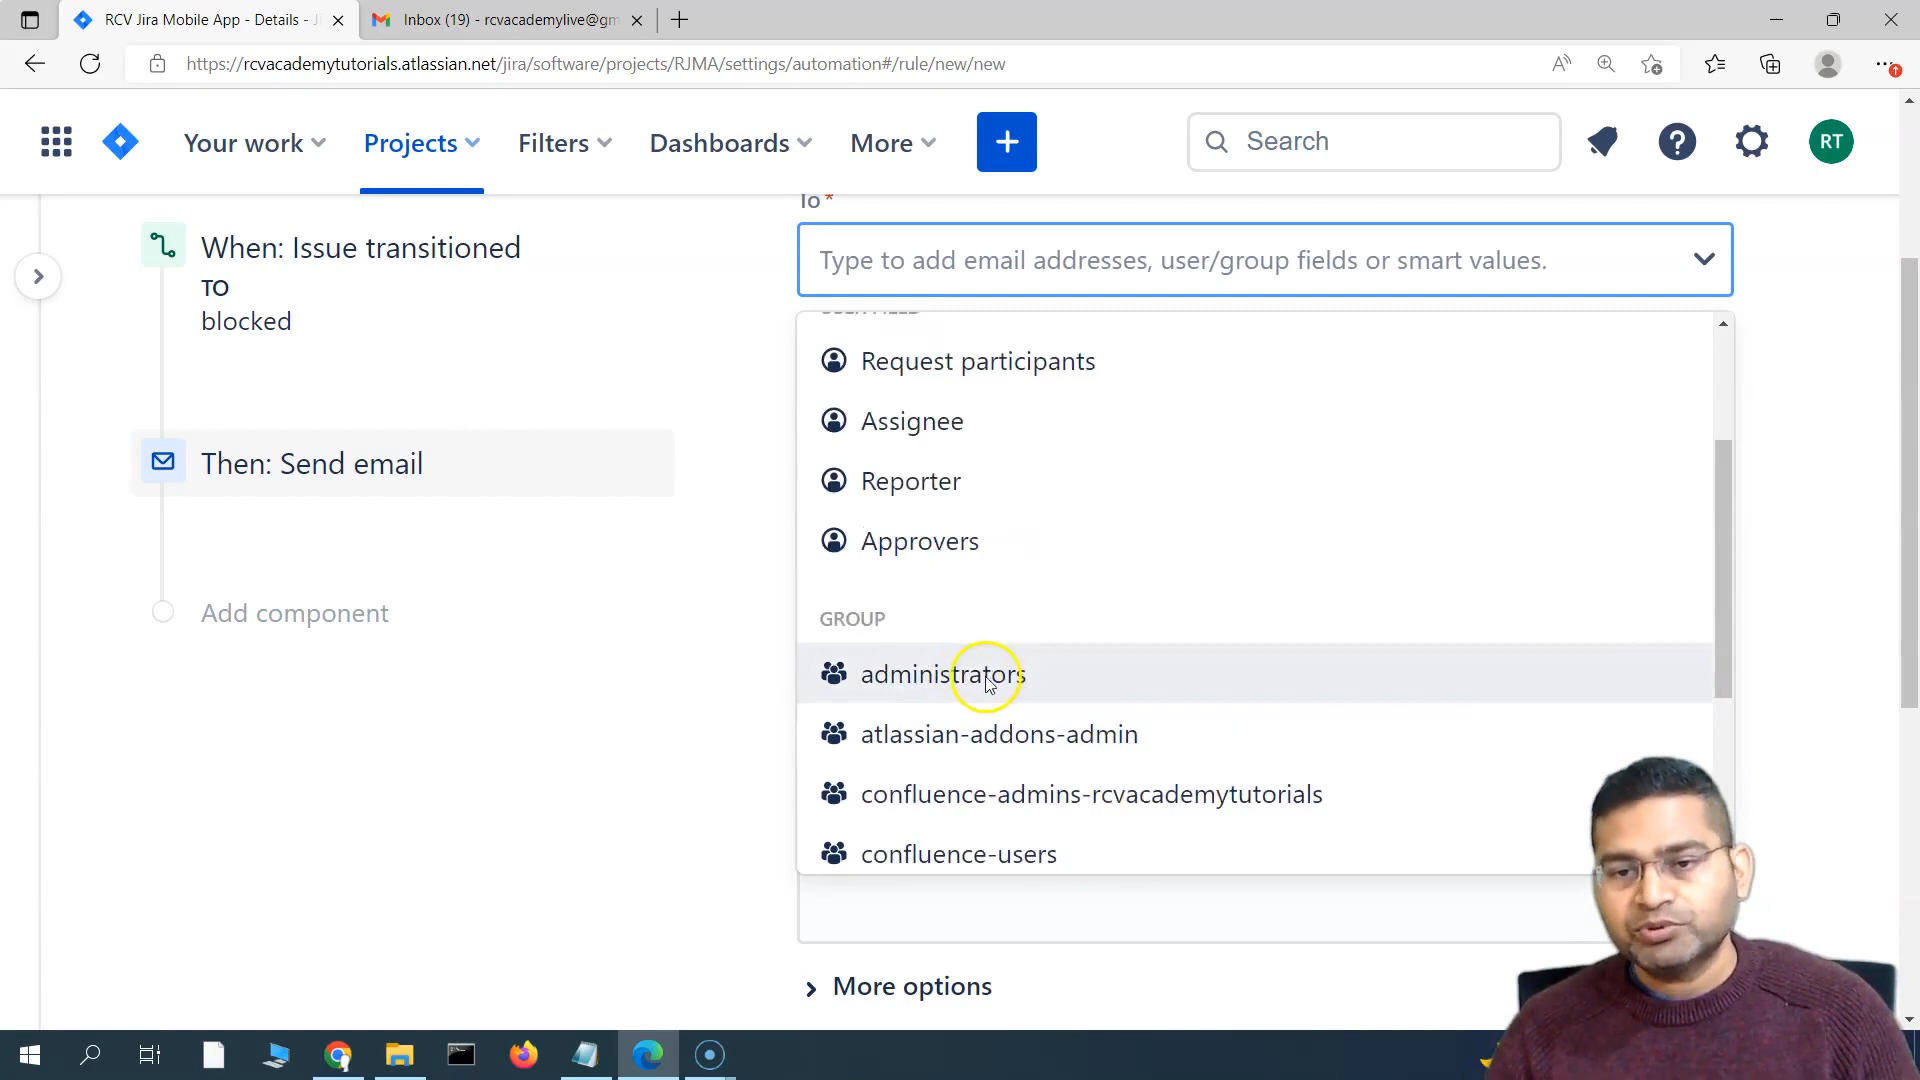 RCV Jira Mobile App - Details - J
Inbox (19) - rcvacademylive@gm
https://rcvacademytutorials.atlassian.net/jira/software/projects/RJMA/settings/automation#/rule/new/new
Your work
Projects
Filters
Dashboards
More
Search
RT
To *
When: Issue transitioned
TO
blocked
Type to add email addresses, user/group fields or smart values.
Request participants
Assignee
Then: Send email
Reporter
Approvers
Add component
GROUP
administrators
atlassian-addons-admin
confluence-admins-rcvacademytutorials
confluence-users
More options